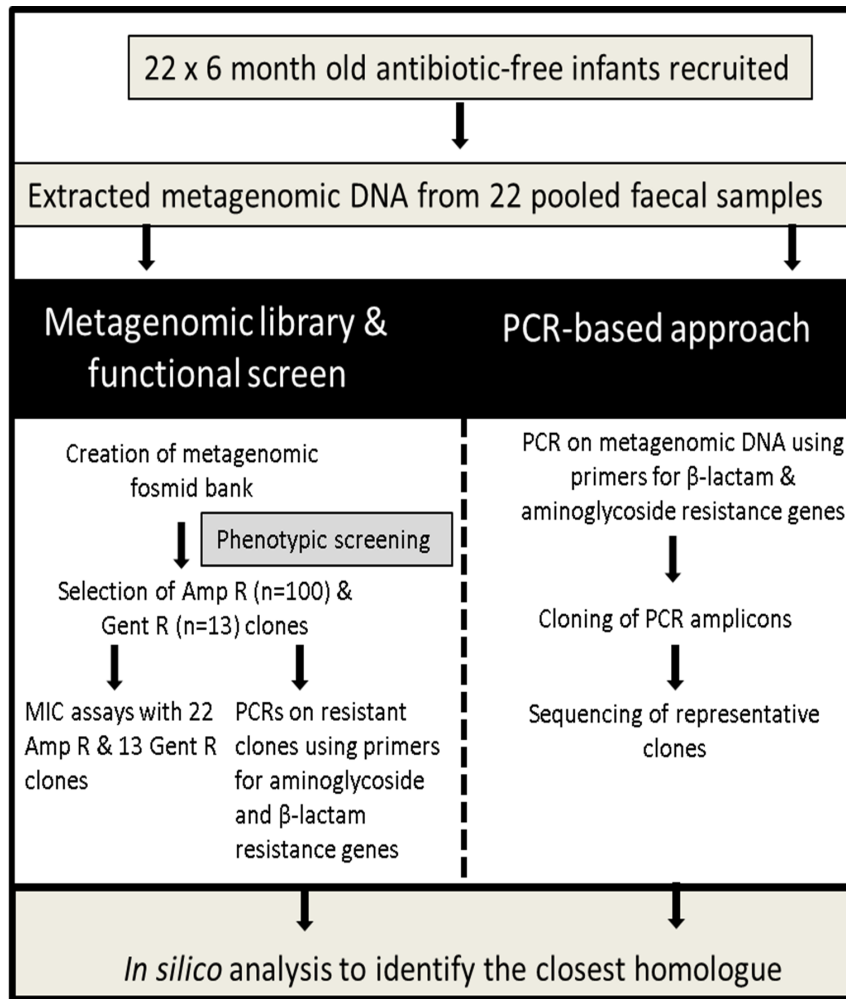 22 x 6 month old antibiotic-free infants recruited
Extracted metagenomic DNA from 22 pooled faecal samples
Metagenomic library &
functional screen
PCR-based approach
Creation of metagenomic
fosmid bank
Phenotypic screening
Selection of Amp R (n=100) &
Gent R (n=13) clones
MIC assays with 22
Amp R & 13 Gent R
clones
PCRs on resistant
clones using primers
for aminoglycoside
and β-lactam
resistance genes
PCR on metagenomic DNA using
primers for β-lactam &
aminoglycoside resistance genes
Cloning of PCR amplicons
Sequencing of representative
clones
In silico analysis to identify the closest homologue